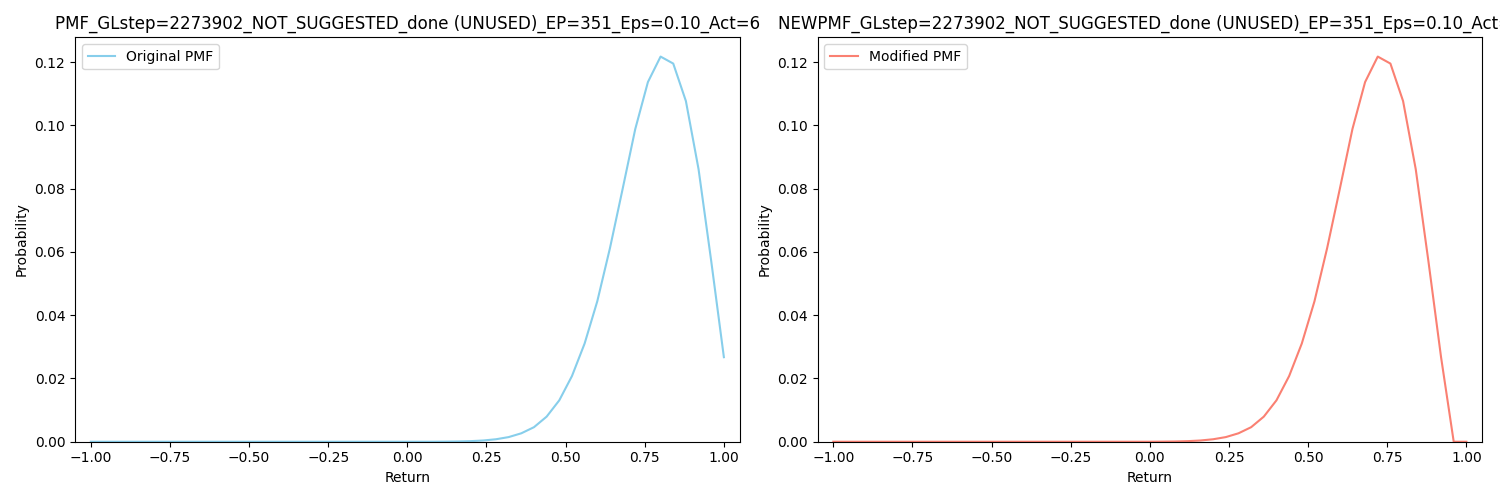 PMF_GLstep=2273902_NOT_SUGGESTED_done (UNUSED)_EP=351_Eps=0.10_Act=6
Original PMF
0.12
0.10
0.08
0.06
0.04
0.02
0.00
Probability
−1.00 −0.75 −0.50 −0.25 0.00 0.25 0.50 0.75 1.00
Return
NEWPMF_GLstep=2273902_NOT_SUGGESTED_done (UNUSED)_EP=351_Eps=0.10_Act
Modified PMF
0.12
0.10
0.08
0.06
0.04
0.02
0.00
Probability
−1.00 −0.75 −0.50 −0.25 0.00 0.25 0.50 0.75 1.00
Return